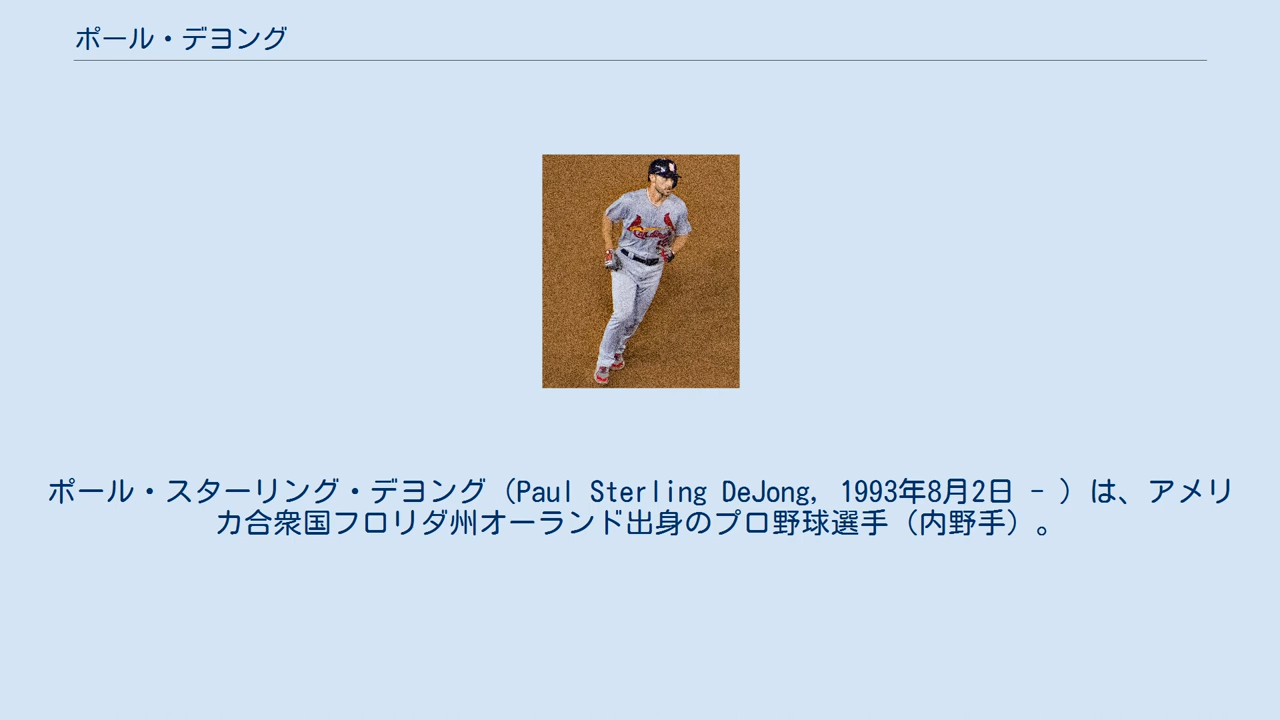 ポール・デヨング
ポール・スターリング・デヨング（Paul Sterling DeJong, 1993年8月2日 - ）は、アメリ
カ合衆国フロリダ州オーランド出身のプロ野球選手（内野手）。